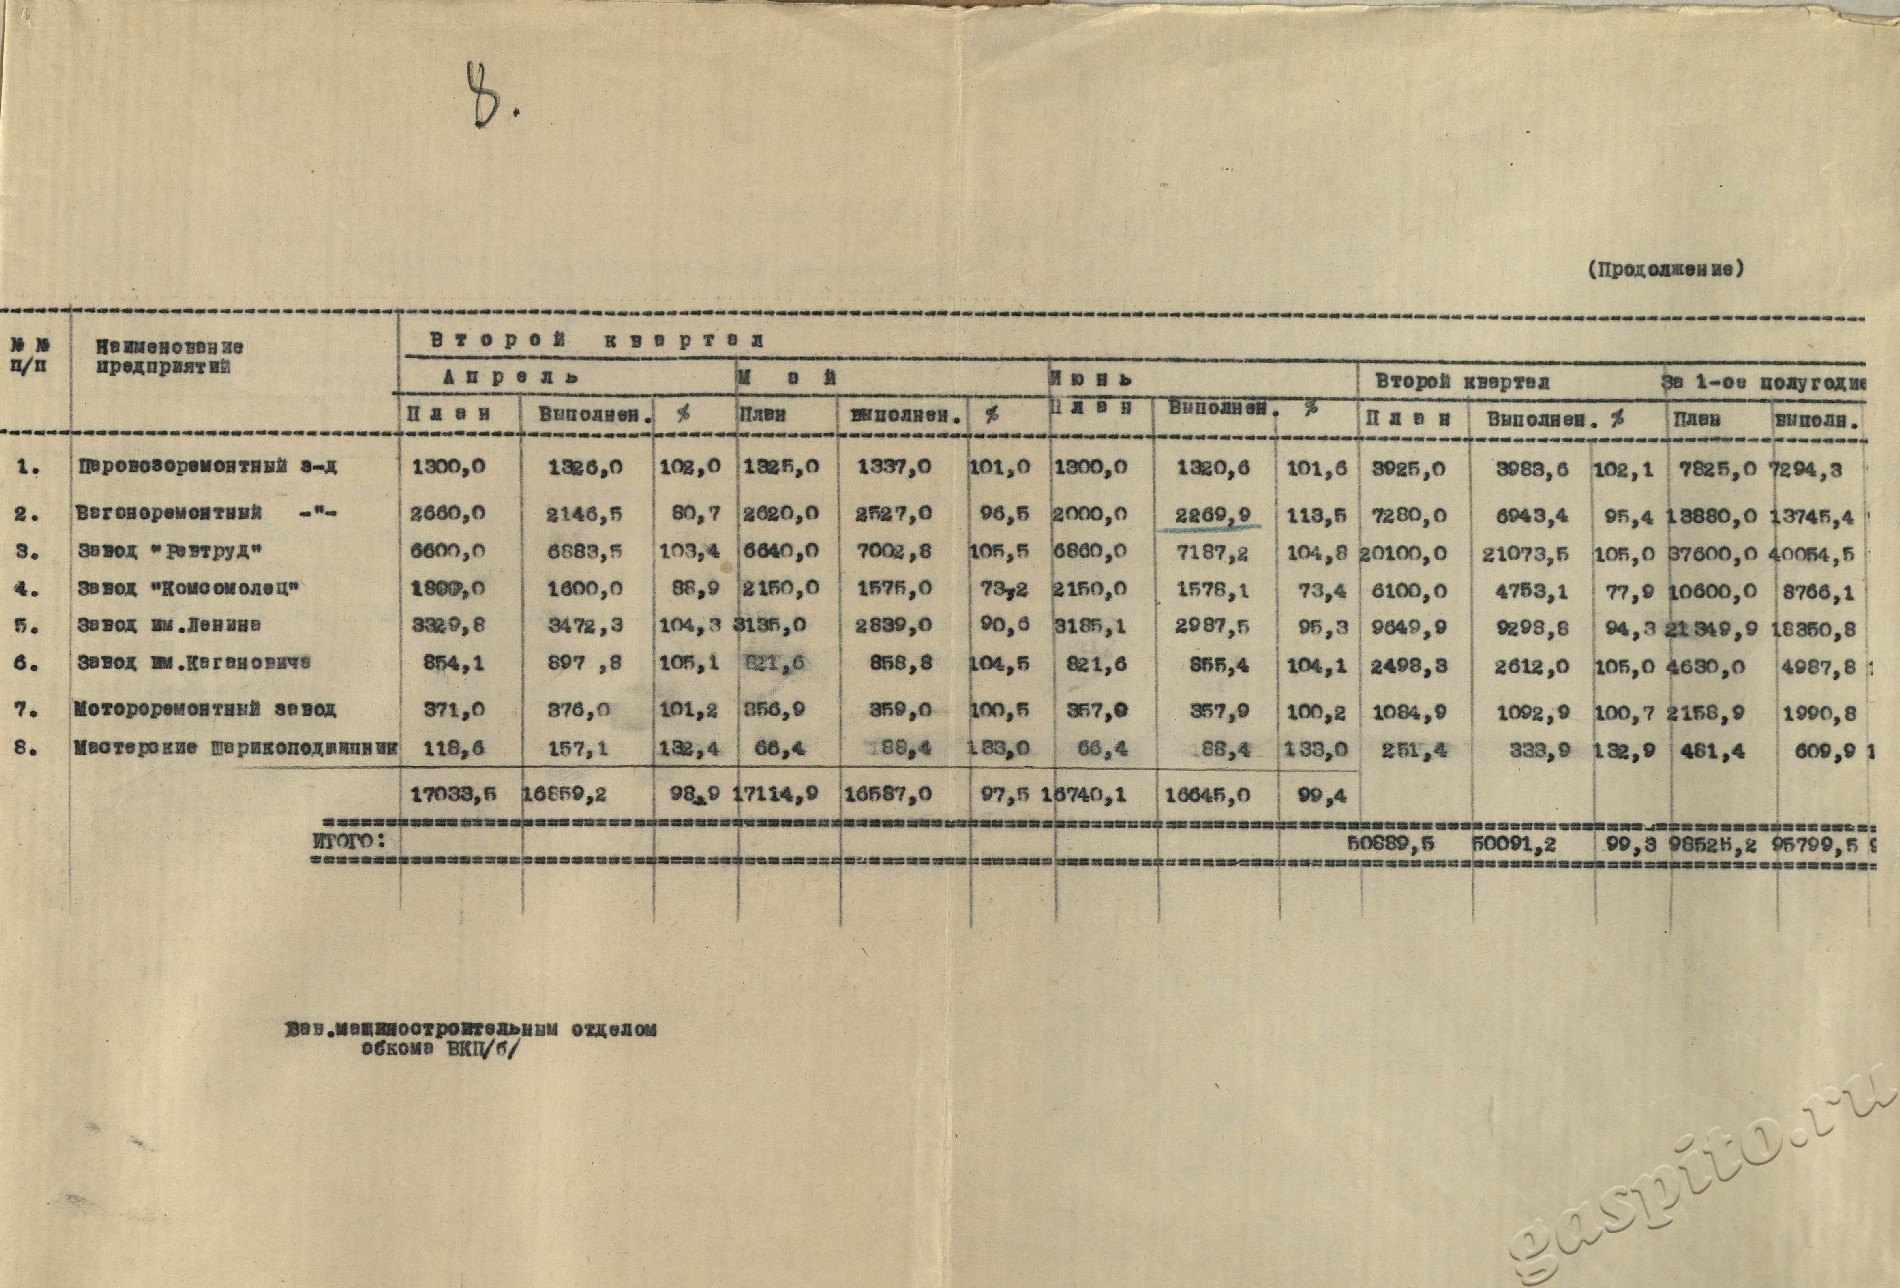 8.
(Продолжение)
№ № Наименование Второй квартал
п/п предприятий
Апрель Май Июнь Второй квартал За 1-ое полугодие
План Выполнен. % План выполнен. % План Выполнен. % План Выполнен. % План выполн.
1. Паровозоремонтный з-д 1300,0 1326,0 102,0 1325,0 1337,0 101,0 1300,0 1320,6 101,6 3925,0 3983,6 102,1 7825,0 7294,3
2. Вагоноремонтный -"- 2660,0 2146,5 80,7 2620,0 2527,0 96,5 2000,0 2269,9 113,5 7280,0 6943,4 95,4 13880,0 13745,4
3. Завод "Ревтруд" 6600,0 6883,5 103,4 6640,0 7002,8 105,5 6860,0 7187,2 104,8 20100,0 21073,5 105,0 37600,0 40054,5
4. Завод "Комсомолец" 1800,0 1600,0 88,9 2150,0 1575,0 73,2 2150,0 1578,1 73,4 6100,0 4753,1 77,9 10600,0 8766,1
5. Завод им.Ленина 3329,8 3472,3 104,3 3135,0 2839,0 90,6 3185,1 2987,5 95,3 9649,9 9298,8 94,3 21349,9 18350,8
6. Завод им.Кагановича 854,1 897,8 105,1 821,6 858,8 104,5 821,6 855,4 104,1 2498,3 2612,0 105,0 4630,0 4987,8
7. Мотороремонтный завод 371,0 376,0 101,2 356,9 359,0 100,5 357,0 357,9 100,2 1084,9 1092,9 100,7 2158,9 1990,8
8. Мастерские Шарикоподшипник 118,6 157,1 132,4 66,4 88,4 133,0 66,4 88,4 133,0 251,4 333,9 132,9 481,4 609,9 1
17033,5 16859,2 98,9 17114,9 16587,0 97,5 16740,1 16645,0 99,4
ИТОГО: 50889,5 50091,2 99,3 98525,2 95799,5 9
Зав.машиностроительным отделом
обкома ВКП/б/
gaspito.ru